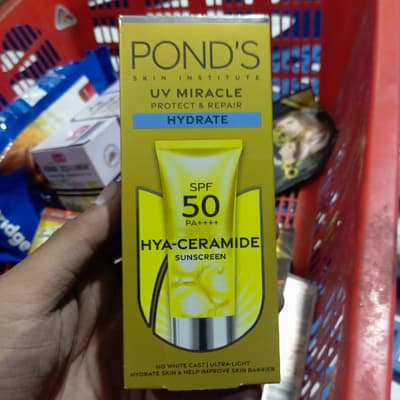 POND'S
SKIN INSTITUTE
UV MIRACLE
PROTECT & REPAIR
HYDRATE
SPF
50
PA++++
HYA-CERAMIDE
SUNSCREEN
NO WHITE CAST | ULTRA-LIGHT
HYDRATE SKIN & HELP IMPROVE SKIN BARRIER